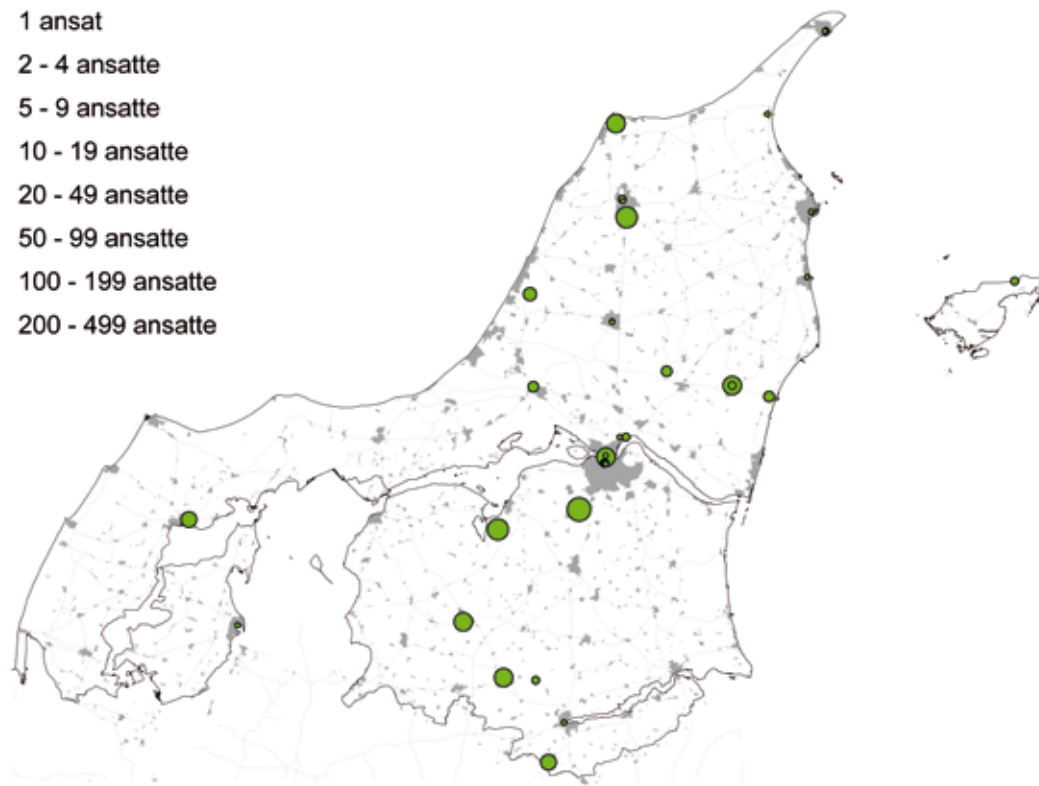 1 ansat
2 - 4 ansatte
5 - 9 ansatte
10 - 19 ansatte
20 - 49 ansatte
50 - 99 ansatte
100 - 199 ansatte
200 - 499 ansatte